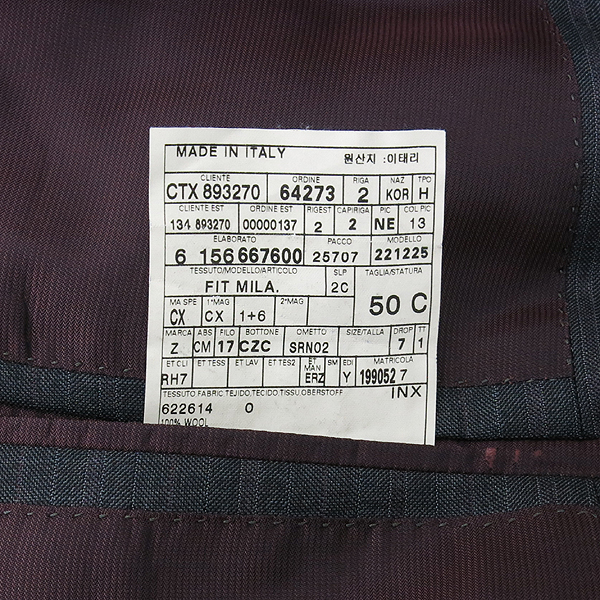 MADE IN ITALY 원산지 : 이태리
CLIENTE ORDINE RIGA NAZ TPO
CTX 893270 64273 2 KOR H
CLIENTE EST ORDINE EST RIGEST CAPIRIGA PIC COL PIC
134 893270 00000137 2 2 NE 13
ELABORATO PACCO MODELLO
6 156667600 25707 221225
TESSUTO/MODELLO/ARTICOLO SLP TAGLIA/STATURA
FIT MILA. 2C 50 C
MA SPE 1°MAG 2°MAG
CX CX 1+6
MARCA ABS FILO BOTTONE OMETTO SIZE/TALLA DROP TT
Z CM 17 CZC SRN02 7 1
ET CLI ET TESS ET LAV ET TES2 ET MAN SM EDI MATRICOLA
RH7 ERZ Y 199052 7
TESSUTO FABRIC,TEJIDO,TECIDO,TISSU,OBERSTOFF INX
622614 0
100% WOOL